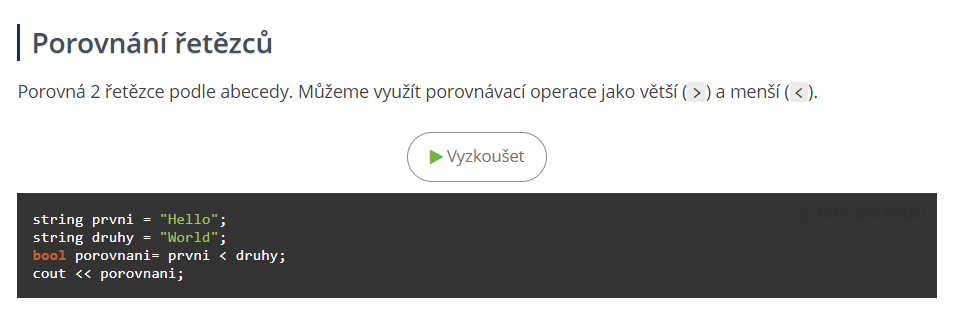 Porovnání řetězců
Porovná 2 řetězce podle abecedy. Můžeme využít porovnávací operace jako větší (>) a menší (<).
Vyzkoušet
string prvni = "Hello";
string druhy = "World";
bool porovnani= prvni < druhy;
cout << porovnani;